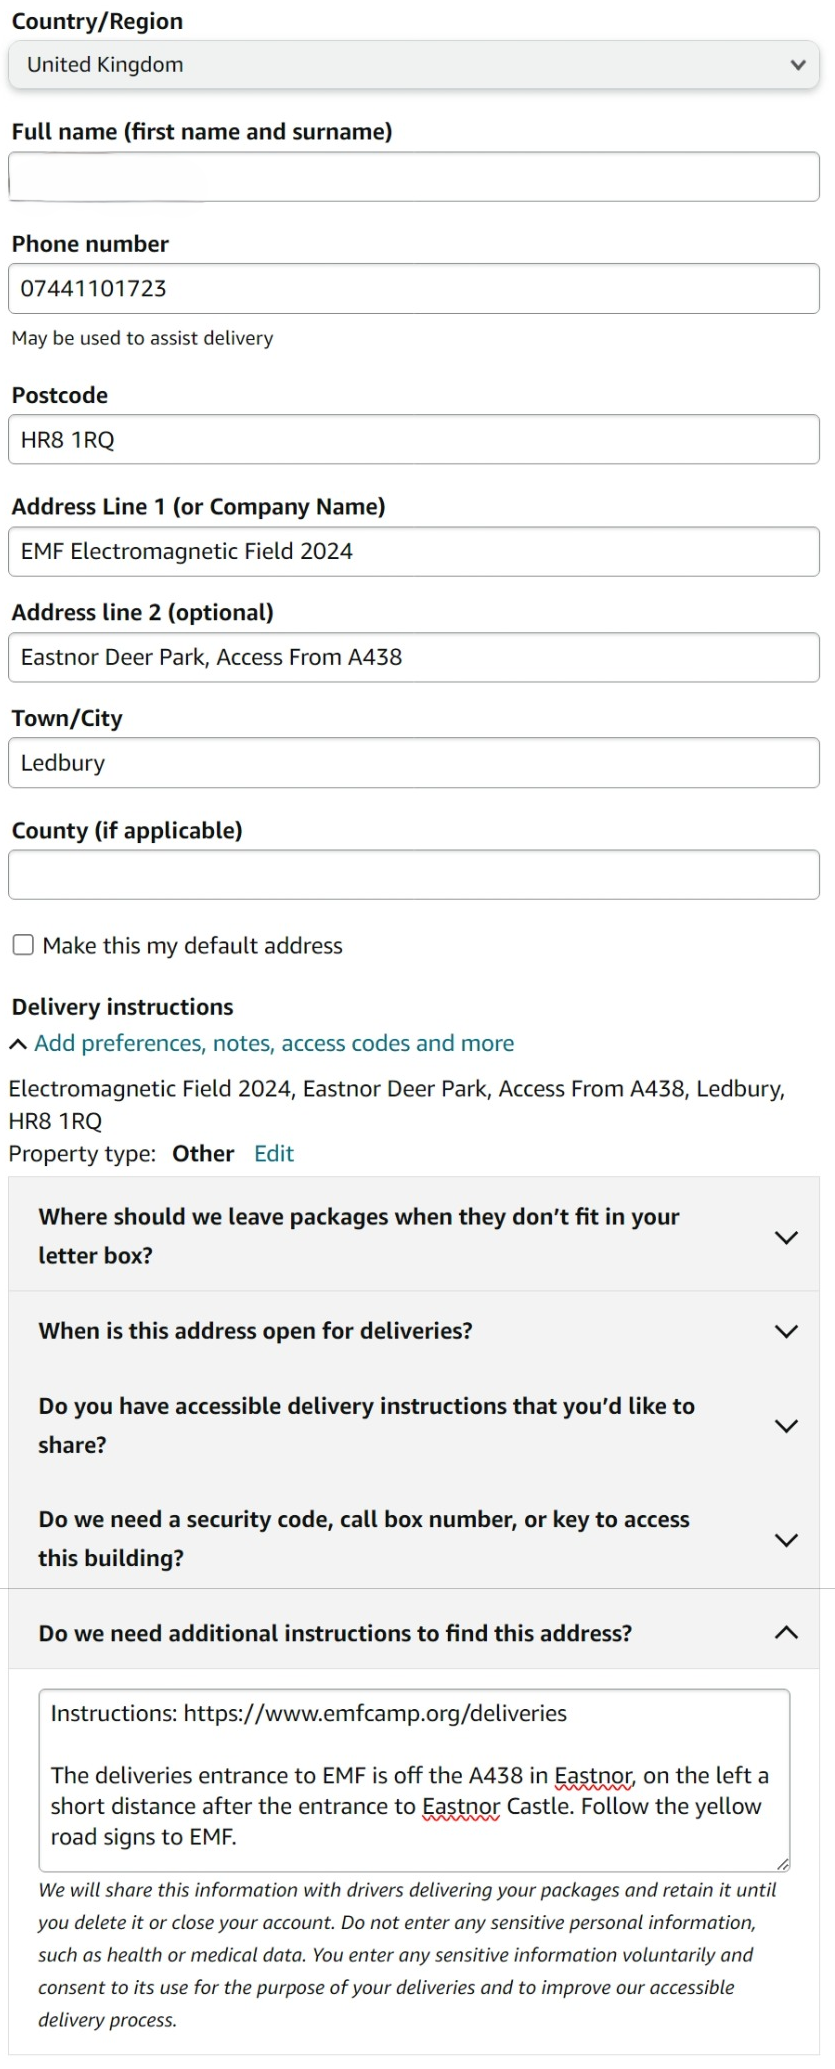 Country/Region
United Kingdom
Full name (first name and surname)
Phone number
07441101723
May be used to assist delivery
Postcode
HR8 1RQ
Address Line 1 (or Company Name)
EMF Electromagnetic Field 2024
Address line 2 (optional)
Eastnor Deer Park, Access From A438
Town/City
Ledbury
County (if applicable)
Make this my default address
Delivery instructions
Add preferences, notes, access codes and more
Electromagnetic Field 2024, Eastnor Deer Park, Access From A438, Ledbury,
HR8 1RQ
Property type: Other Edit
Where should we leave packages when they don’t fit in your
letter box?
When is this address open for deliveries?
Do you have accessible delivery instructions that you’d like to
share?
Do we need a security code, call box number, or key to access
this building?
Do we need additional instructions to find this address?
Instructions: https://www.emfcamp.org/deliveries
The deliveries entrance to EMF is off the A438 in Eastnor, on the left a
short distance after the entrance to Eastnor Castle. Follow the yellow
road signs to EMF.
We will share this information with drivers delivering your packages and retain it until
you delete it or close your account. Do not enter any sensitive personal information,
such as health or medical data. You enter any sensitive information voluntarily and
consent to its use for the purpose of your deliveries and to improve our accessible
delivery process.